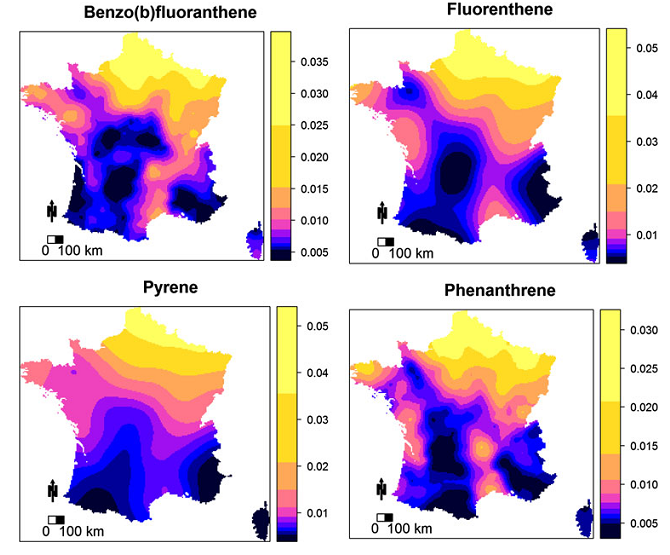 Benzo(b)fluoranthene
0.035
0.030
0.025
0.020
0.015
0.010
0.005
N
0 100 km
Fluorenthene
0.05
0.04
0.03
0.02
0.01
N
0 100 km
Pyrene
0.05
0.04
0.03
0.02
0.01
N
0 100 km
Phenanthrene
0.030
0.025
0.020
0.015
0.010
0.005
N
0 100 km